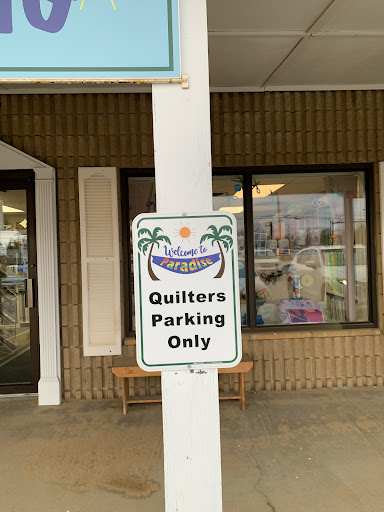 Welcome to
Paradise
Quilters
Parking
Only